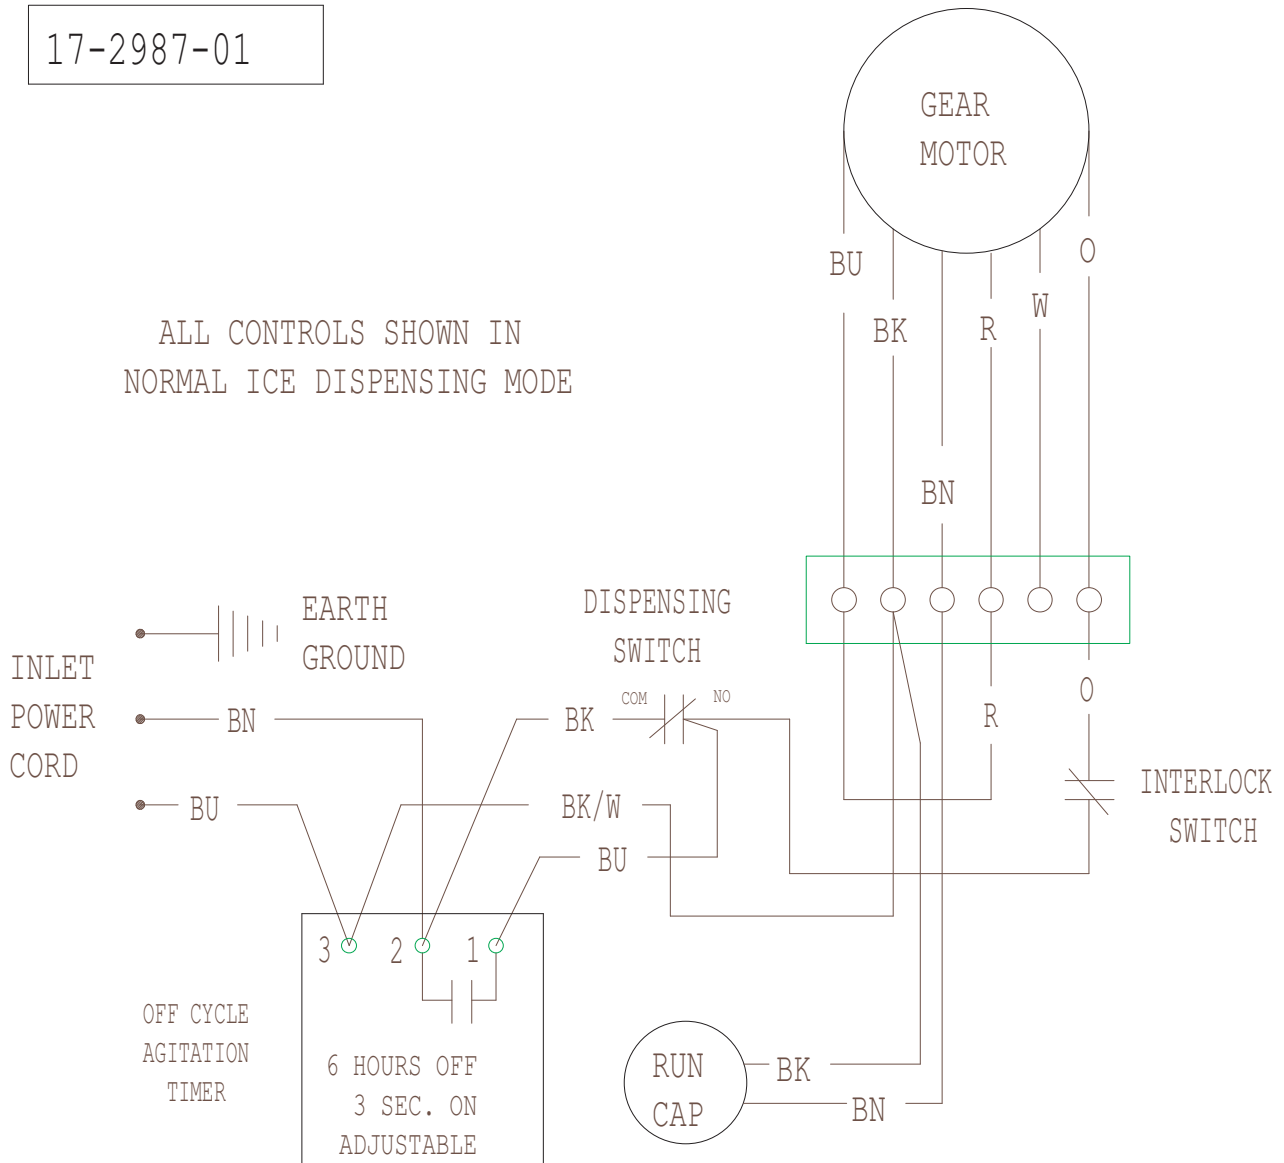 17-2987-01
GEAR
MOTOR
BU
O
W
BK
R
ALL CONTROLS SHOWN IN
NORMAL ICE DISPENSING MODE
BN
EARTH
GROUND
DISPENSING
SWITCH
INLET
POWER
CORD
BN
BK
COM
NO
R
O
INTERLOCK
SWITCH
BU
BK/W
BU
3
2
1
OFF CYCLE
AGITATION
TIMER
6 HOURS OFF
3 SEC. ON
ADJUSTABLE
RUN
CAP
BK
BN